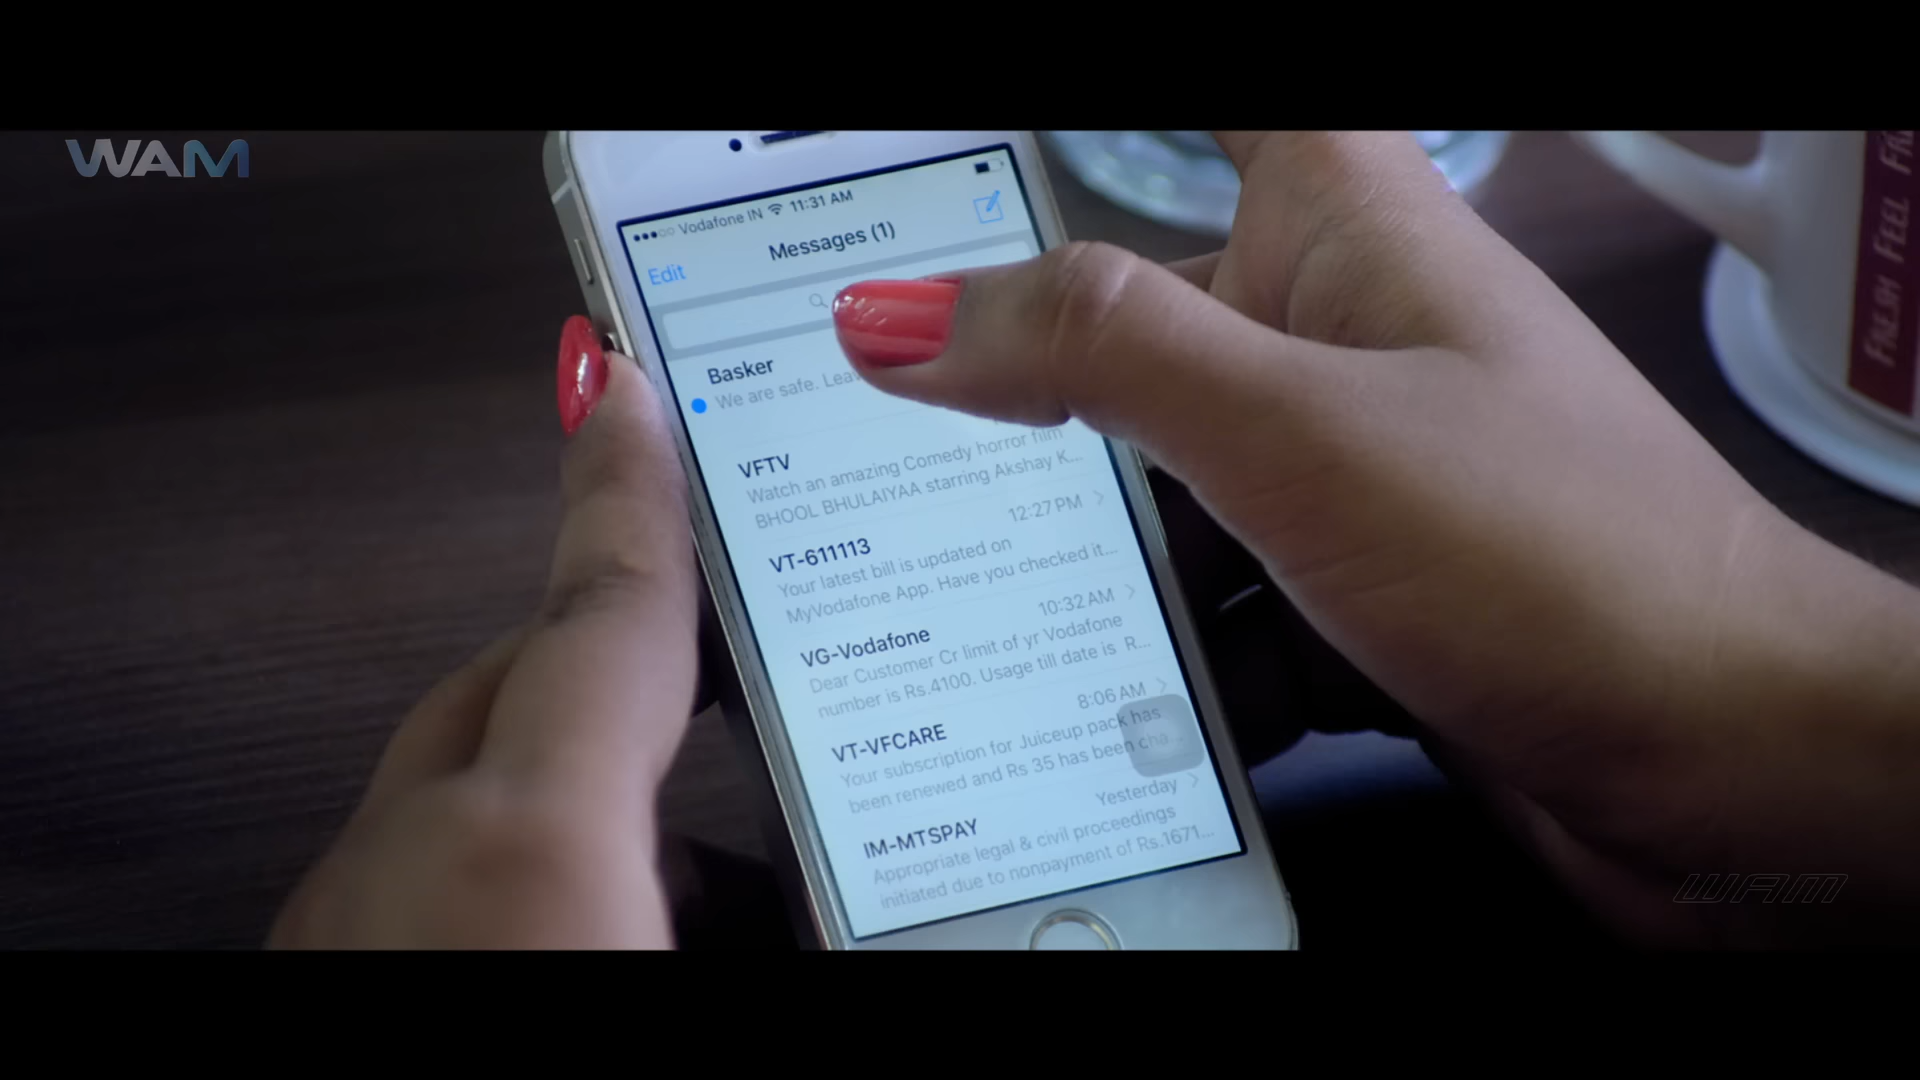 WAM
Vodafone IN 11:31 AM
Edit
Messages (1)
Basker
We are safe. Lea
VFTV
Watch an amazing Comedy horror film
BHOOL BHULAIYAA starring Akshay K...
12:27 PM
VT-611113
Your latest bill is updated on
MyVodafone App. Have you checked it...
10:32 AM
VG-Vodafone
Dear Customer Cr limit of yr Vodafone
number is Rs.4100. Usage till date is R...
8:06 AM
VT-VFCARE
Your subscription for Juiceup pack has
been renewed and Rs 35 has been cha...
Yesterday
IM-MTSPAY
Appropriate legal & civil proceedings
initiated due to nonpayment of Rs.1671...
FRESH FEEL
WAM